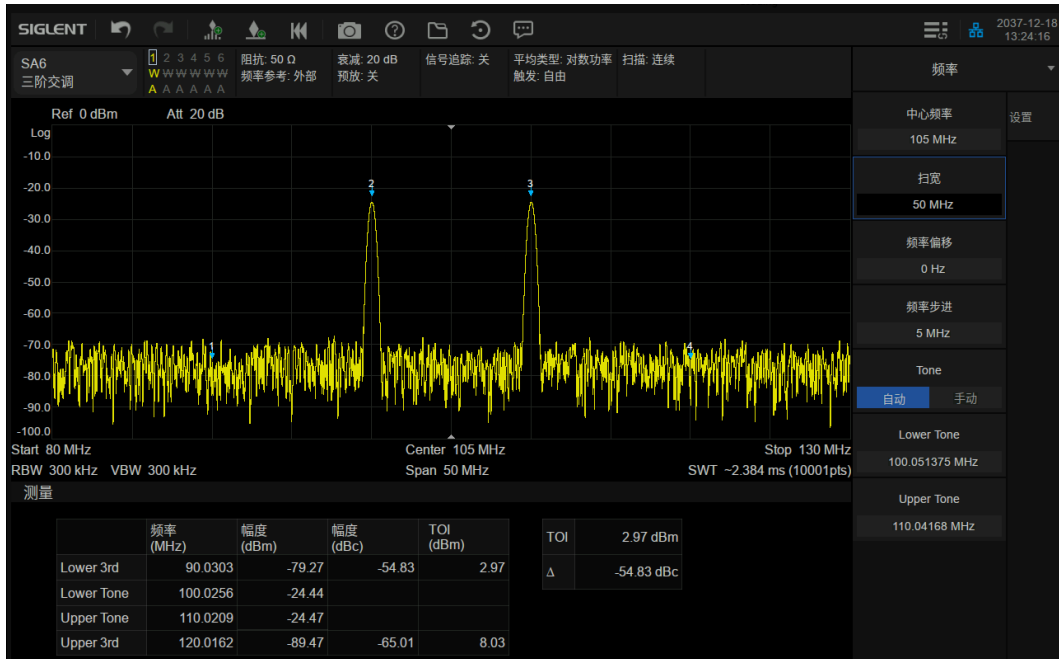 SIGLENT
2037-12-18
13:24:16
SA6
三阶交调
1 2 3 4 5 6
W W W W W W
A A A A A A
阻抗: 50 Ω
频率参考: 外部
衰减: 20 dB
预放: 关
信号追踪: 关
平均类型: 对数功率
触发: 自由
扫描: 连续
频率
Ref 0 dBm Att 20 dB
Log
-10.0
-20.0
-30.0
-40.0
-50.0
-60.0
-70.0
-80.0
-90.0
-100.0
1
2
3
4
Start 80 MHz Center 105 MHz Stop 130 MHz
RBW 300 kHz VBW 300 kHz Span 50 MHz SWT ~2.384 ms (10001pts)
测量
频率 (MHz) 幅度 (dBm) 幅度 (dBc) TOI (dBm)
Lower 3rd 90.0303 -79.27 -54.83 2.97
Lower Tone 100.0256 -24.44
Upper Tone 110.0209 -24.47
Upper 3rd 120.0162 -89.47 -65.01 8.03
TOI 2.97 dBm
Δ -54.83 dBc
中心频率
105 MHz
扫宽
50 MHz
频率偏移
0 Hz
频率步进
5 MHz
Tone
自动 手动
Lower Tone
100.051375 MHz
Upper Tone
110.04168 MHz
设置